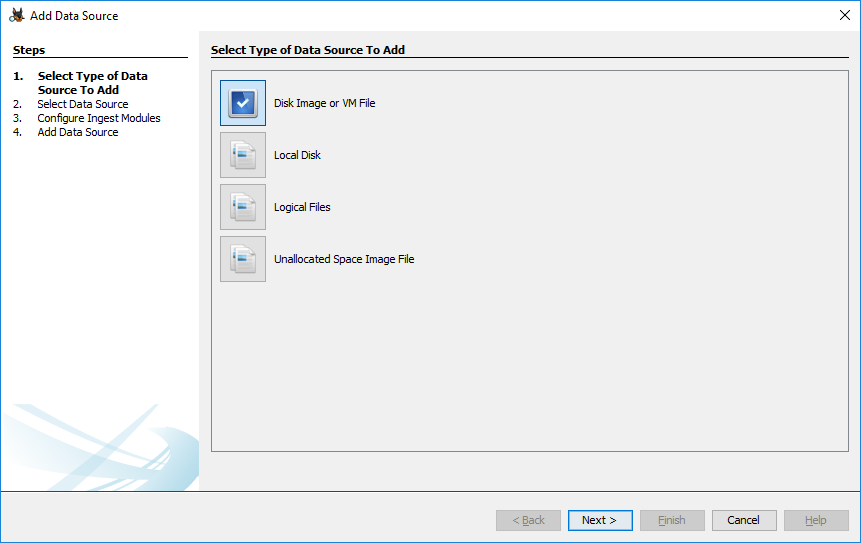 Add Data Source
Steps
1. Select Type of Data
Source To Add
2. Select Data Source
3. Configure Ingest Modules
4. Add Data Source
Select Type of Data Source To Add
Disk Image or VM File
Local Disk
Logical Files
Unallocated Space Image File
< Back
Next >
Finish
Cancel
Help